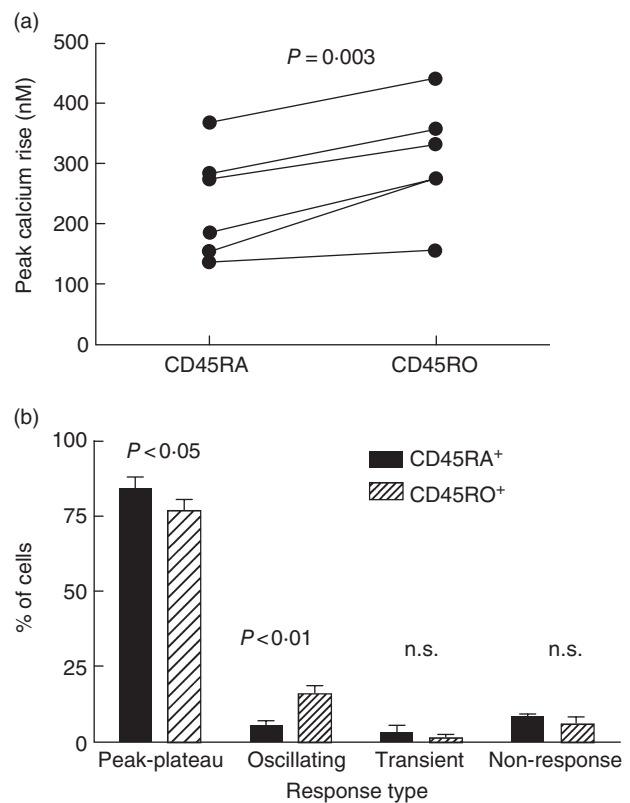 (a)
500
400
300
200
100
0
Peak calcium rise (nM)
P = 0·003
CD45RA
CD45RO
(b)
100
75
50
25
0
% of cells
P < 0·05
CD45RA+
CD45RO+
P < 0·01
n.s.
n.s.
Peak-plateau
Oscillating
Transient
Non-response
Response type